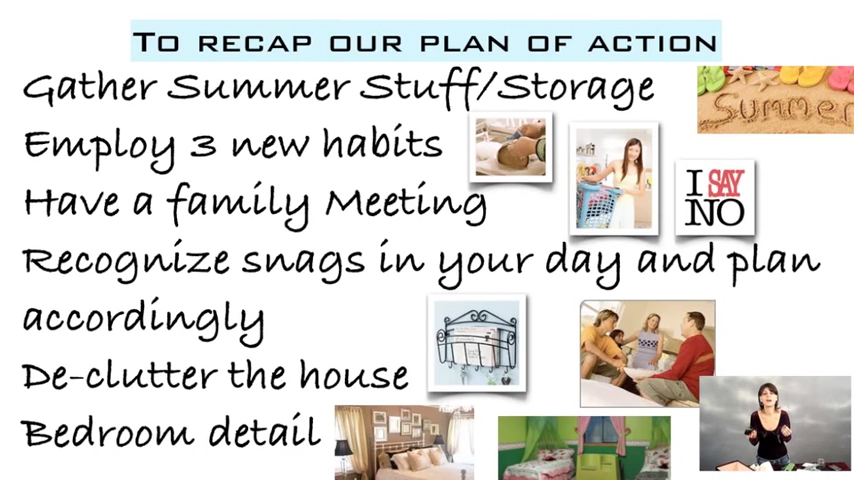 To recap our plan of action
Gather Summer Stuff/Storage
Summer
Employ 3 new habits
I SAY
NO
Have a family Meeting
Recognize snags in your day and plan
accordingly
De-clutter the house
Bedroom detail